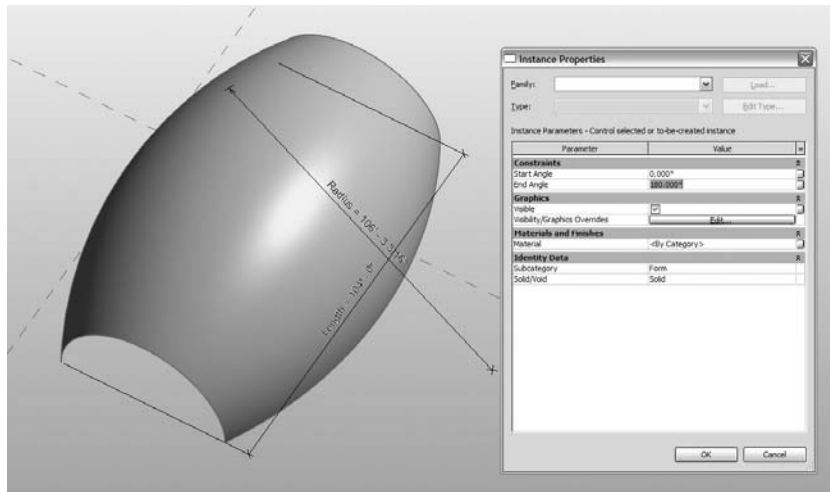 Radius = 106' - 3 3/16"
Length = 104' - 0"
Instance Properties
Family:
Load...
Type:
Edit Type...
Instance Parameters - Control selected or to-be-created instance
Parameter Value
Constraints
Start Angle 0.000°
End Angle 180.000°
Graphics
Visible
Visibility/Graphics Overrides Edit...
Materials and Finishes
Material <By Category>
Identity Data
Subcategory Form
Solid/Void Solid
OK Cancel